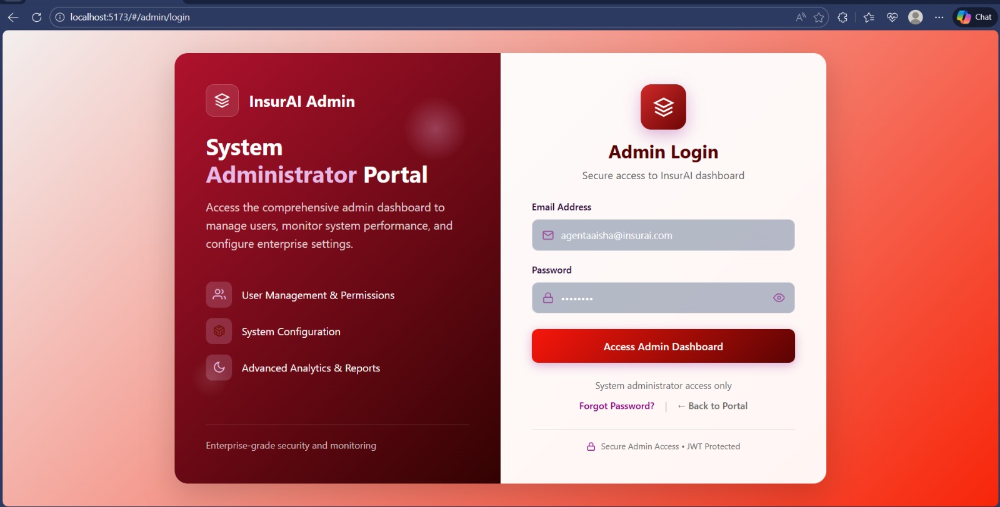 localhost:5173/#/admin/login
Chat
InsurAI Admin
System
Administrator Portal
Access the comprehensive admin dashboard to
manage users, monitor system performance, and
configure enterprise settings.
User Management & Permissions
System Configuration
Advanced Analytics & Reports
Enterprise-grade security and monitoring
Admin Login
Secure access to InsurAI dashboard
Email Address
agentaaisha@insurai.com
Password
••••••••
Access Admin Dashboard
System administrator access only
Forgot Password? | ← Back to Portal
Secure Admin Access • JWT Protected